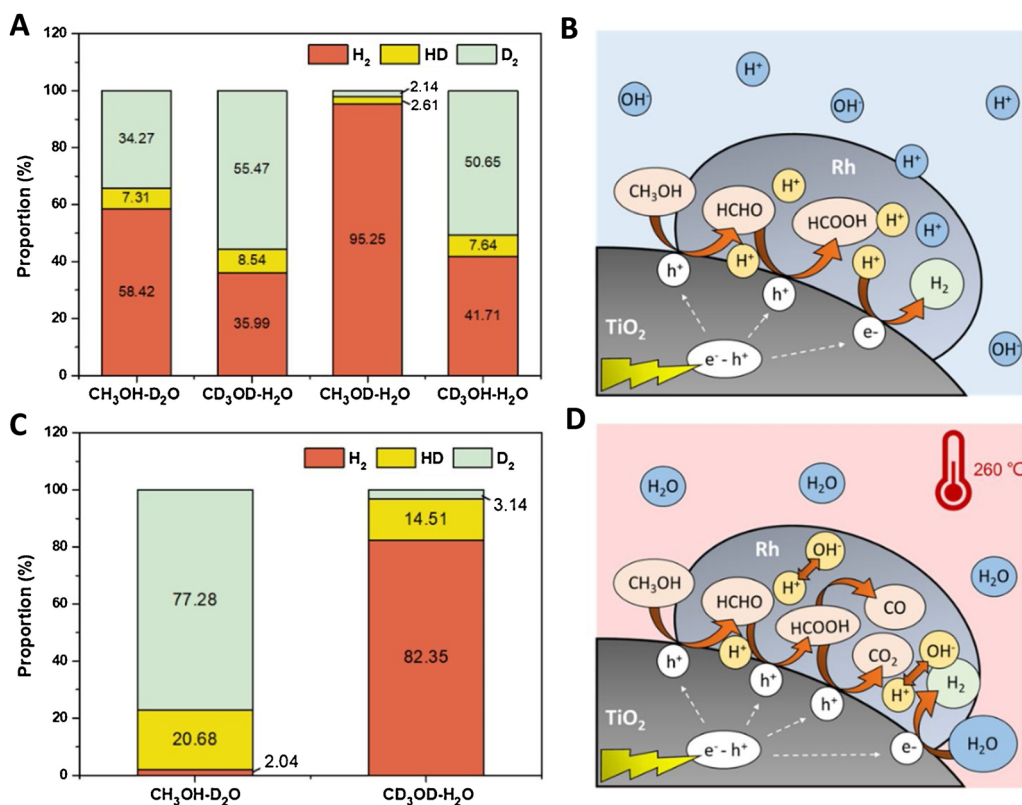 A
H₂ HD D₂
Proportion (%)
120
100
80
60
40
20
0
34.27
7.31
58.42
55.47
8.54
35.99
2.14
2.61
95.25
50.65
7.64
41.71
CH₃OH-D₂O CD₃OD-H₂O CH₃OD-H₂O CD₃OH-H₂O
B
H⁺
OH⁻
OH⁻
H⁺
Rh
H⁺
CH₃OH
H⁺
HCHO
HCOOH
H⁺
H⁺
H⁺
H⁺
h⁺
h⁺
H₂
TiO₂
e⁻ - h⁺
e-
OH⁻
C
H₂ HD D₂
Proportion (%)
120
100
80
60
40
20
0
77.28
20.68
2.04
3.14
14.51
82.35
CH₃OH-D₂O CD₃OD-H₂O
D
260 ℃
H₂O
H₂O
H₂O
Rh
OH⁻
CH₃OH
H⁺
HCHO
CO
HCOOH
H⁺
CO₂
OH⁻
H⁺
H₂
h⁺
h⁺
h⁺
TiO₂
e⁻ - h⁺
e-
H₂O